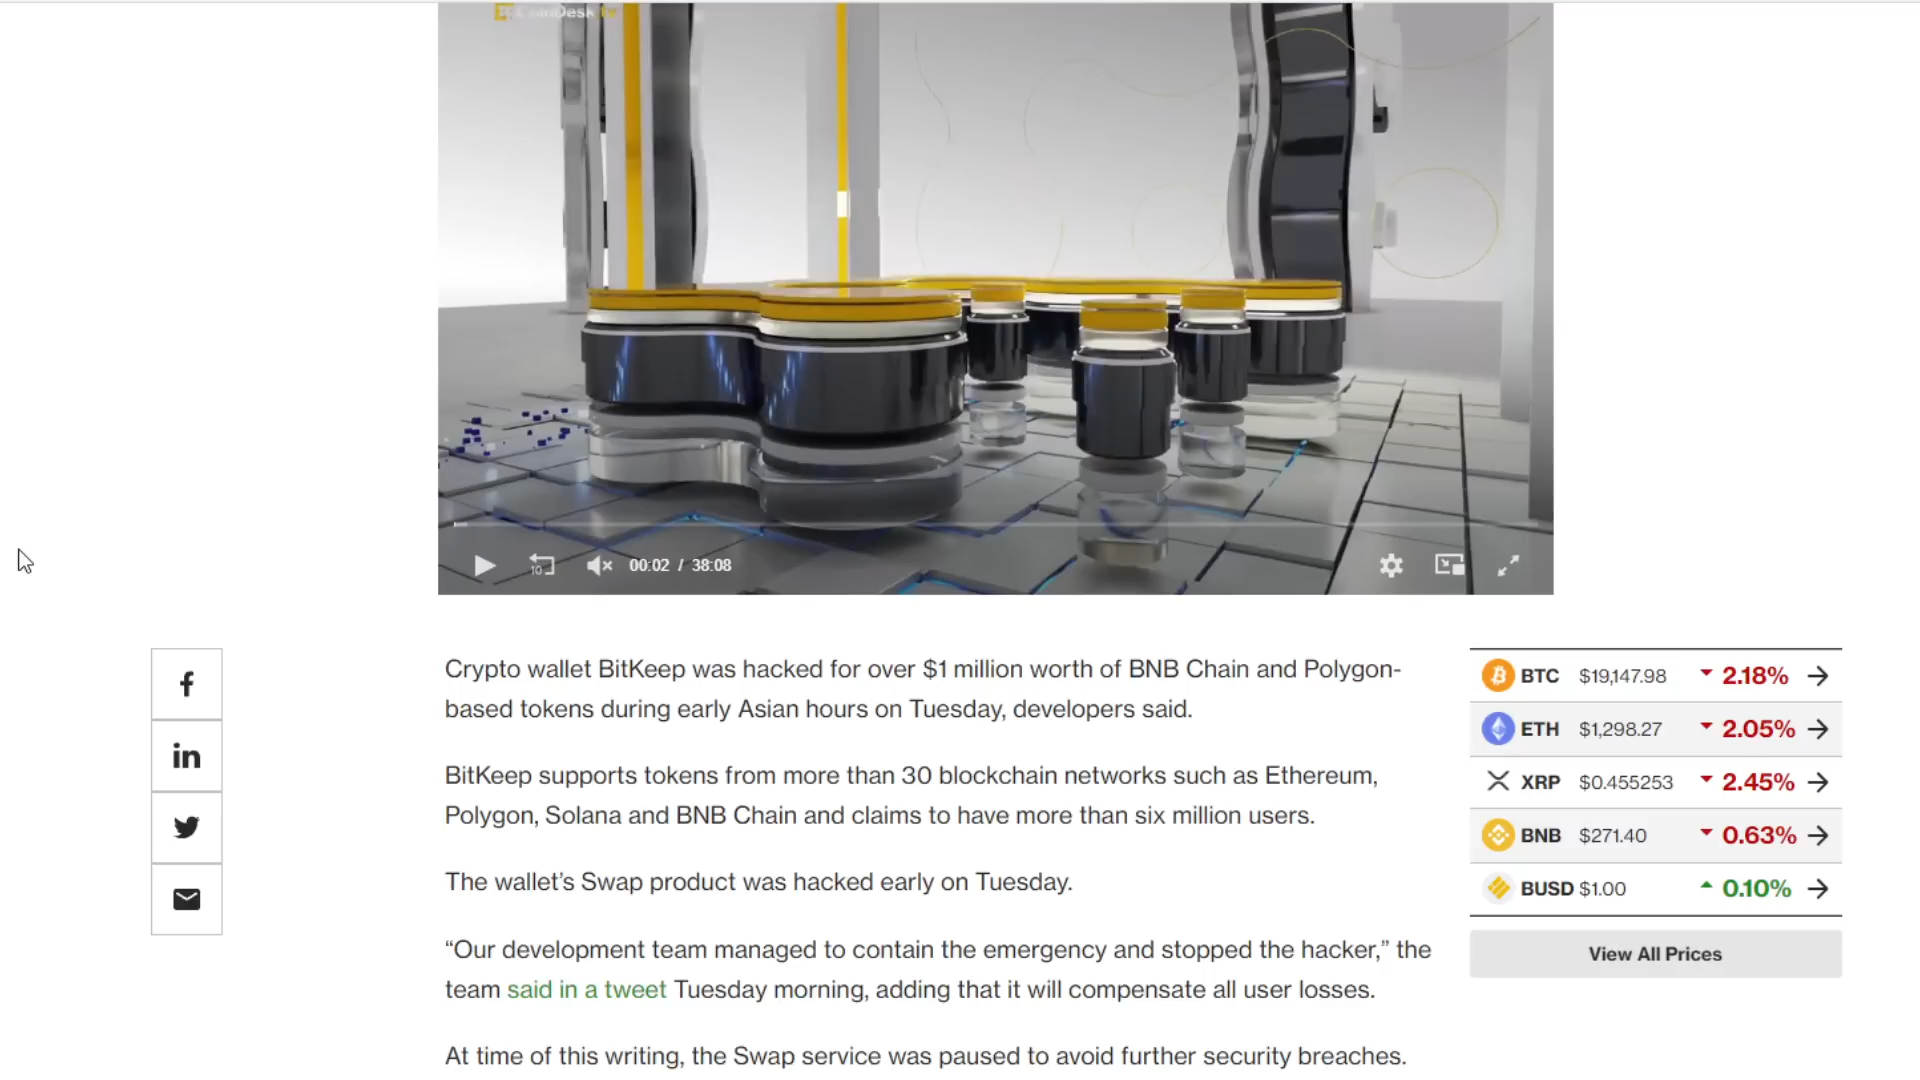 CoinDesk tv
10
00:02 / 38:08
Crypto wallet BitKeep was hacked for over $1 million worth of BNB Chain and Polygon-
based tokens during early Asian hours on Tuesday, developers said.
BitKeep supports tokens from more than 30 blockchain networks such as Ethereum,
Polygon, Solana and BNB Chain and claims to have more than six million users.
The wallet’s Swap product was hacked early on Tuesday.
“Our development team managed to contain the emergency and stopped the hacker,” the
team said in a tweet Tuesday morning, adding that it will compensate all user losses.
At time of this writing, the Swap service was paused to avoid further security breaches.
BTC $19,147.98 2.18%
ETH $1,298.27 2.05%
XRP $0.455253 2.45%
BNB $271.40 0.63%
BUSD $1.00 0.10%
View All Prices